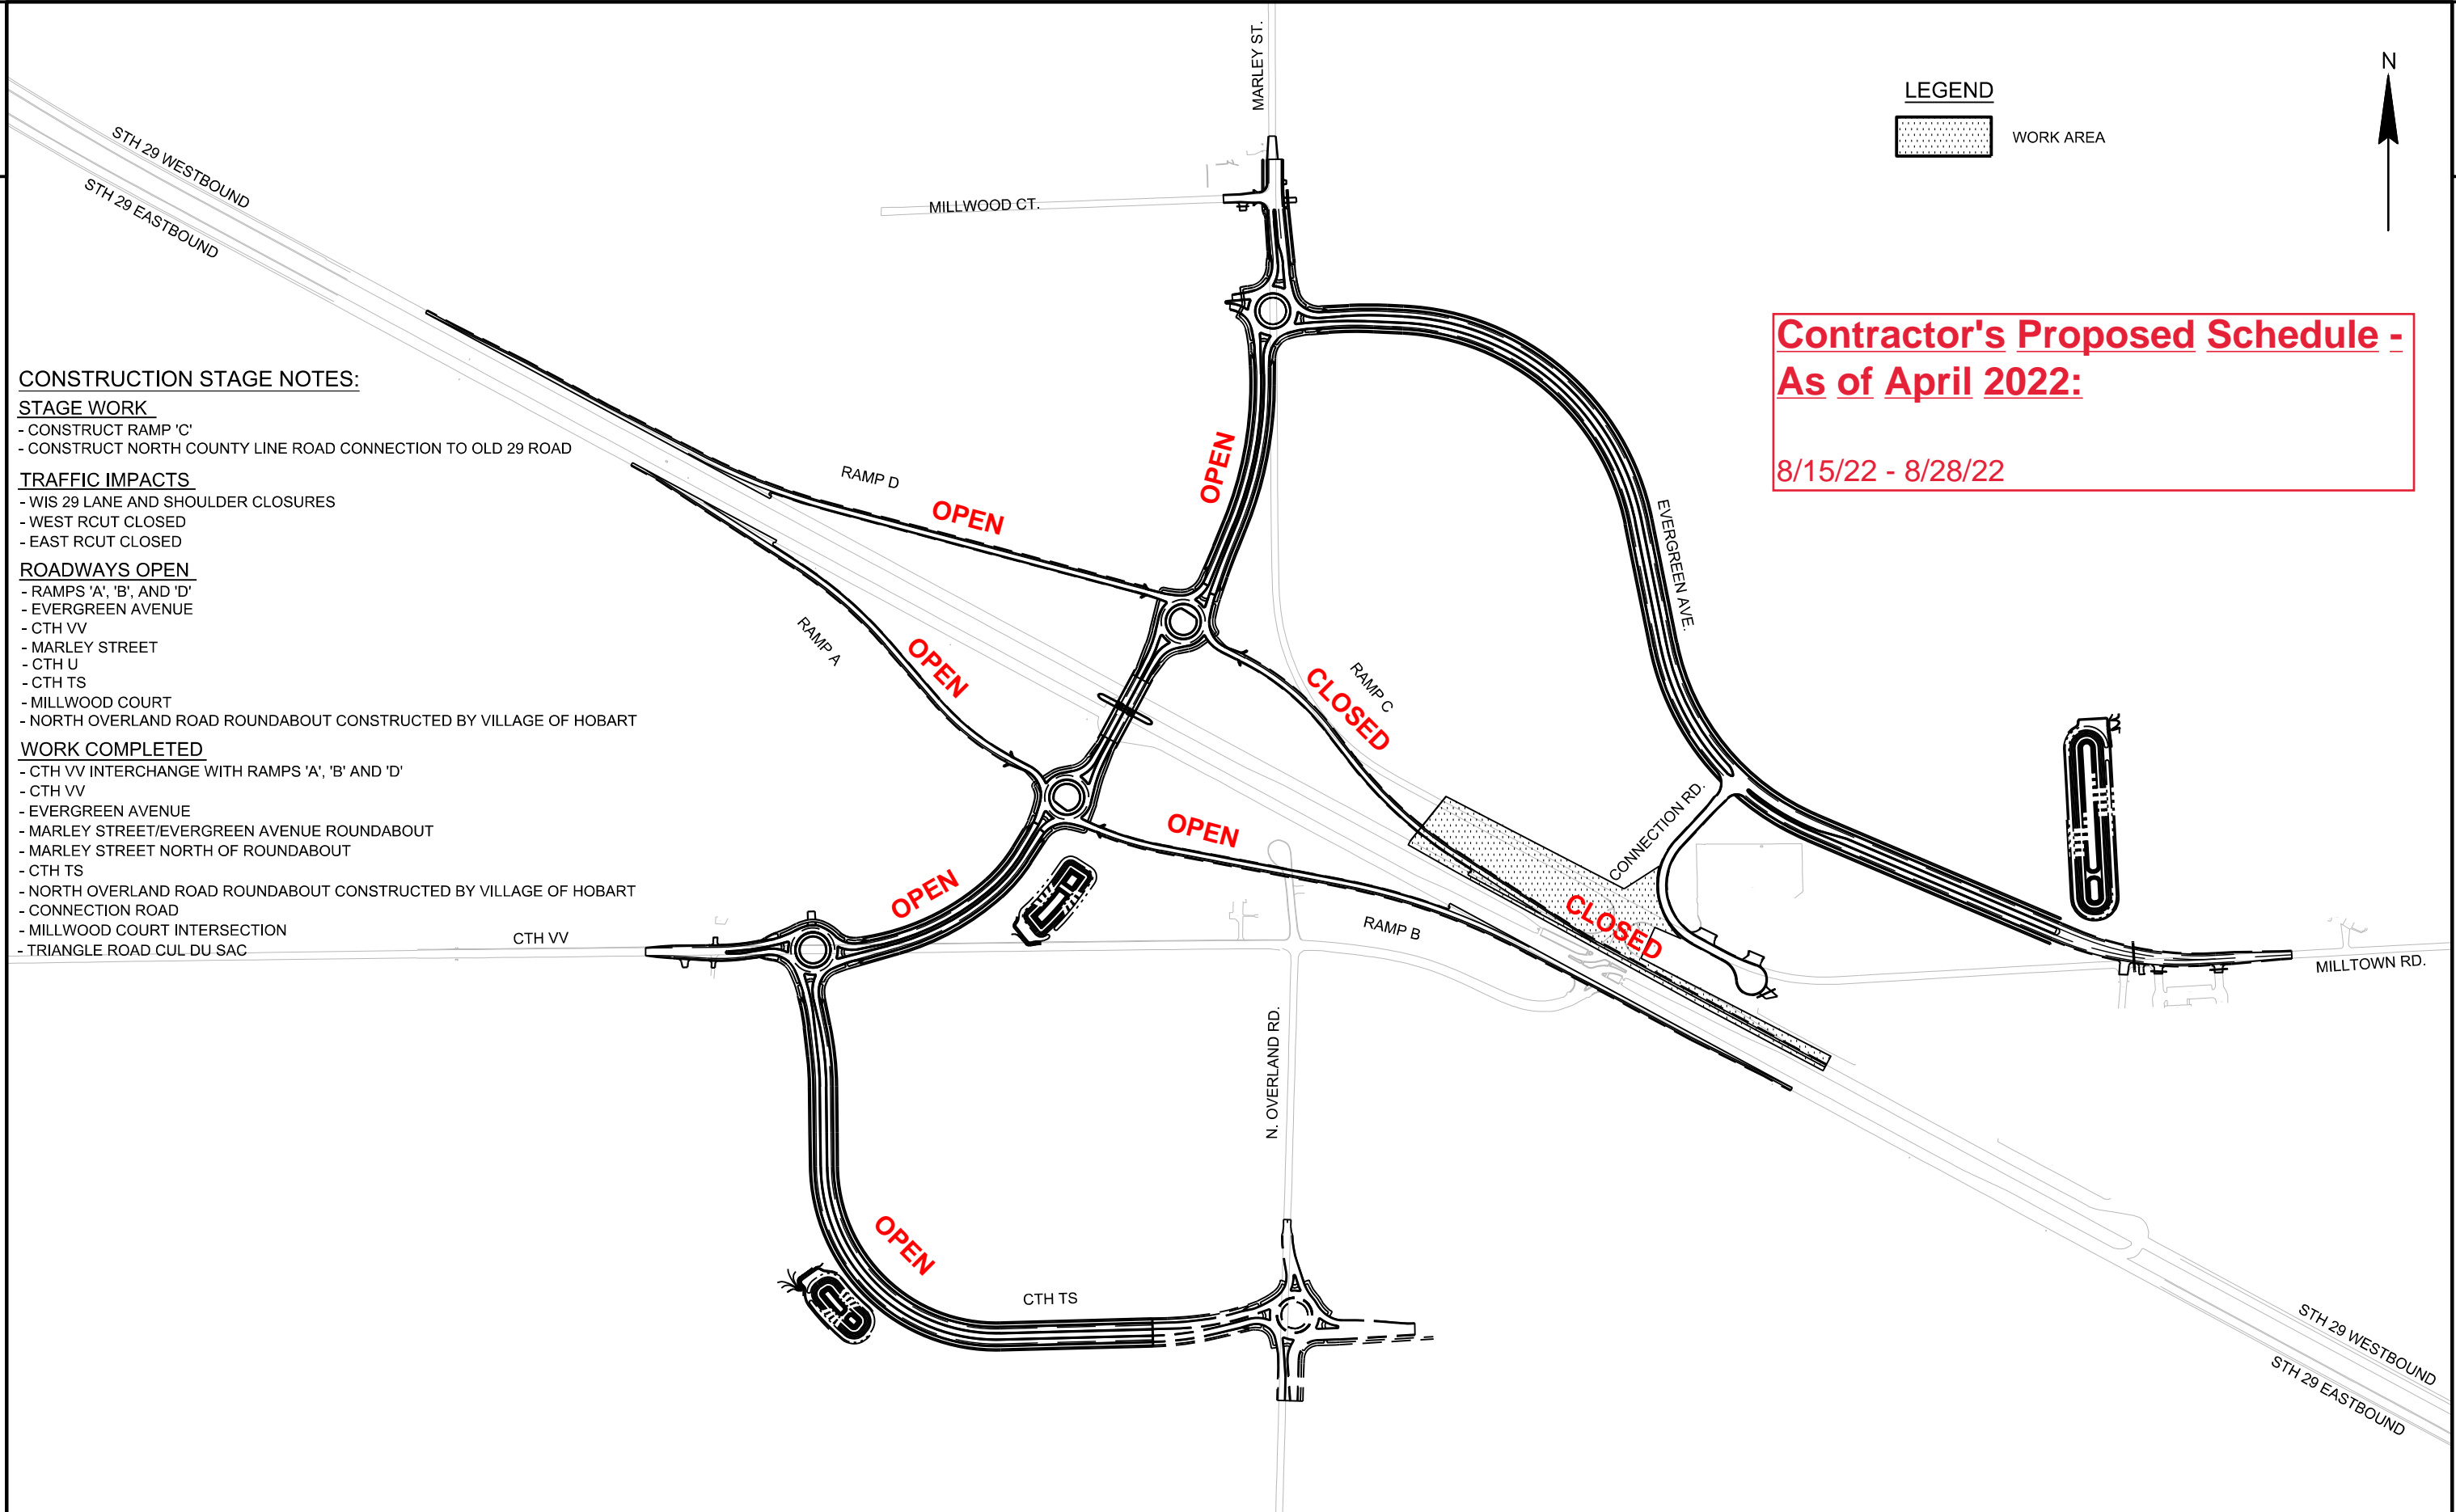 MARLEY ST.
N
LEGEND
WORK AREA
STH 29 WESTBOUND
STH 29 EASTBOUND
MILLWOOD CT.
Contractor's Proposed Schedule -
As of April 2022:
8/15/22 - 8/28/22
CONSTRUCTION STAGE NOTES:
STAGE WORK
- CONSTRUCT RAMP 'C'
- CONSTRUCT NORTH COUNTY LINE ROAD CONNECTION TO OLD 29 ROAD
TRAFFIC IMPACTS
- WIS 29 LANE AND SHOULDER CLOSURES
- WEST RCUT CLOSED
- EAST RCUT CLOSED
ROADWAYS OPEN
- RAMPS 'A', 'B', AND 'D'
- EVERGREEN AVENUE
- CTH VV
- MARLEY STREET
- CTH U
- CTH TS
- MILLWOOD COURT
- NORTH OVERLAND ROAD ROUNDABOUT CONSTRUCTED BY VILLAGE OF HOBART
WORK COMPLETED
- CTH VV INTERCHANGE WITH RAMPS 'A', 'B' AND 'D'
- CTH VV
- EVERGREEN AVENUE
- MARLEY STREET/EVERGREEN AVENUE ROUNDABOUT
- MARLEY STREET NORTH OF ROUNDABOUT
- CTH TS
- NORTH OVERLAND ROAD ROUNDABOUT CONSTRUCTED BY VILLAGE OF HOBART
- CONNECTION ROAD
- MILLWOOD COURT INTERSECTION
- TRIANGLE ROAD CUL DU SAC
RAMP D
OPEN
OPEN
EVERGREEN AVE.
RAMP A
OPEN
RAMP C
CLOSED
OPEN
CONNECTION RD.
OPEN
CLOSED
RAMP B
CTH VV
MILLTOWN RD.
N. OVERLAND RD.
OPEN
CTH TS
STH 29 WESTBOUND
STH 29 EASTBOUND